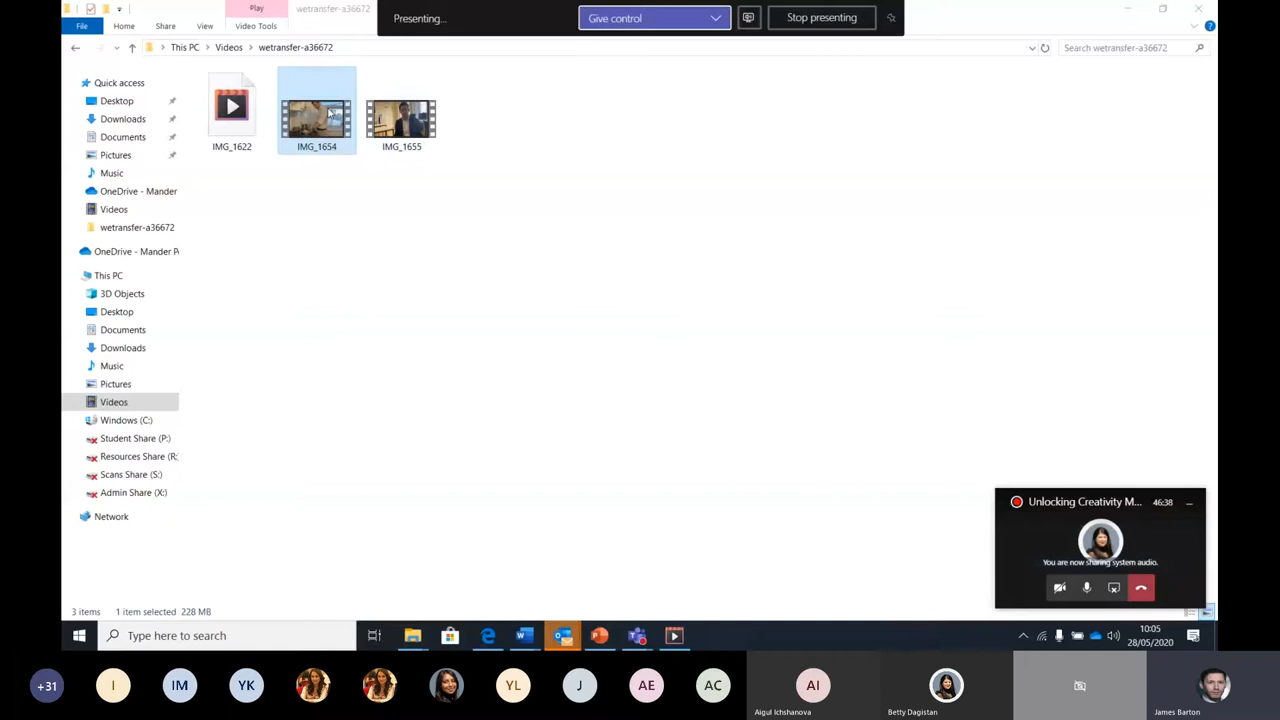 Play
wetransfer-a36672
Presenting...
Give control
Stop presenting
File
Home
Share
View
Video Tools
This PC
Videos
wetransfer-a36672
Search wetransfer-a36672
Quick access
Desktop
Downloads
Documents
Pictures
Music
OneDrive - Mander
Videos
wetransfer-a36672
OneDrive - Mander P
This PC
3D Objects
Desktop
Documents
Downloads
Music
Pictures
Videos
Windows (C:)
Student Share (P:)
Resources Share (R:
Scans Share (S:)
Admin Share (X:)
Network
IMG_1622
IMG_1654
IMG_1655
Unlocking Creativity M...
46:38
You are now sharing system audio.
3 items
1 item selected 228 MB
Type here to search
10:05
28/05/2020
+31
I
IM
YK
YL
J
AE
AC
AI
Aigul Ichshanova
Betty Dagistan
James Barton